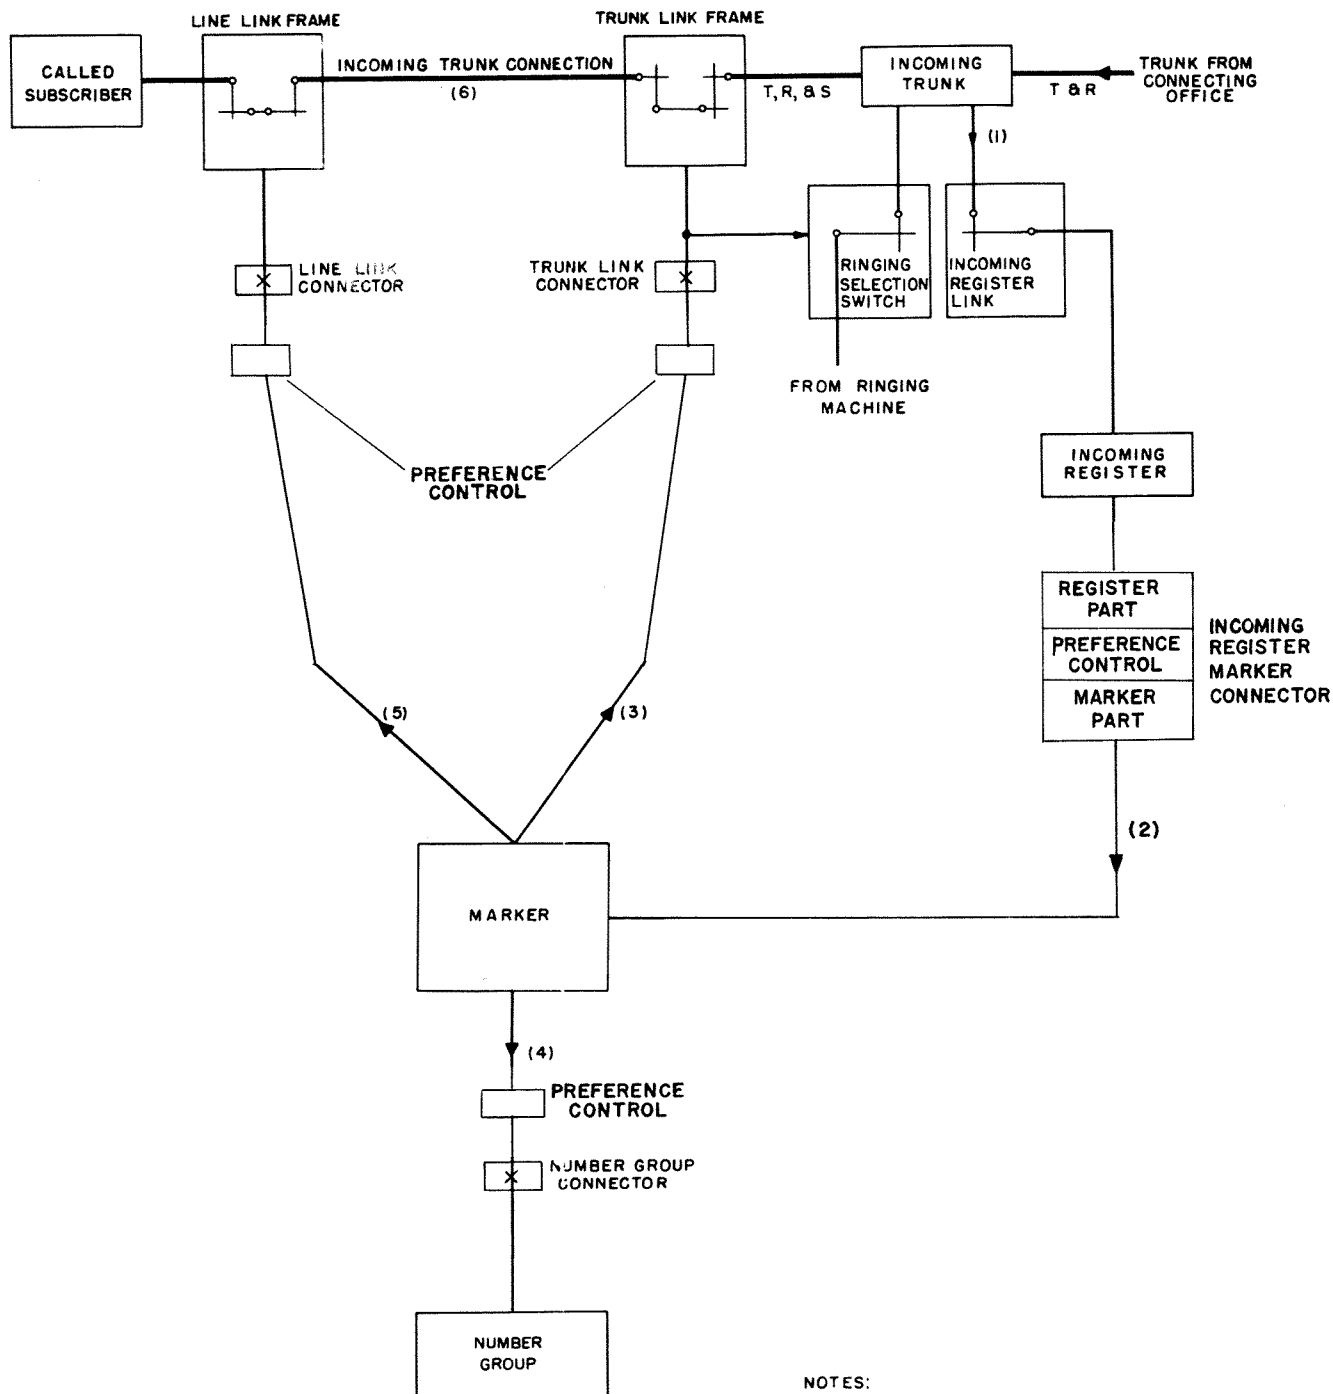 LINE LINK FRAME
TRUNK LINK FRAME
CALLED
SUBSCRIBER
INCOMING TRUNK CONNECTION
(6)
T, R, & S
INCOMING
TRUNK
T & R
TRUNK FROM
CONNECTING
OFFICE
(1)
LINE LINK
CONNECTOR
TRUNK LINK
CONNECTOR
RINGING
SELECTION
SWITCH
INCOMING
REGISTER
LINK
FROM RINGING
MACHINE
PREFERENCE
CONTROL
INCOMING
REGISTER
REGISTER
PART
PREFERENCE
CONTROL
MARKER
PART
INCOMING
REGISTER
MARKER
CONNECTOR
(5)
(3)
(2)
MARKER
(4)
PREFERENCE
CONTROL
NUMBER GROUP
CONNECTOR
NUMBER
GROUP
NOTES: